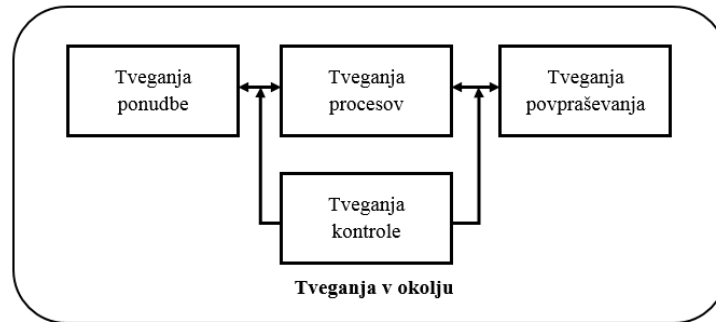 Tveganja
ponudbe
Tveganja
procesov
Tveganja
povpraševanja
Tveganja
kontrole
Tveganja v okolju